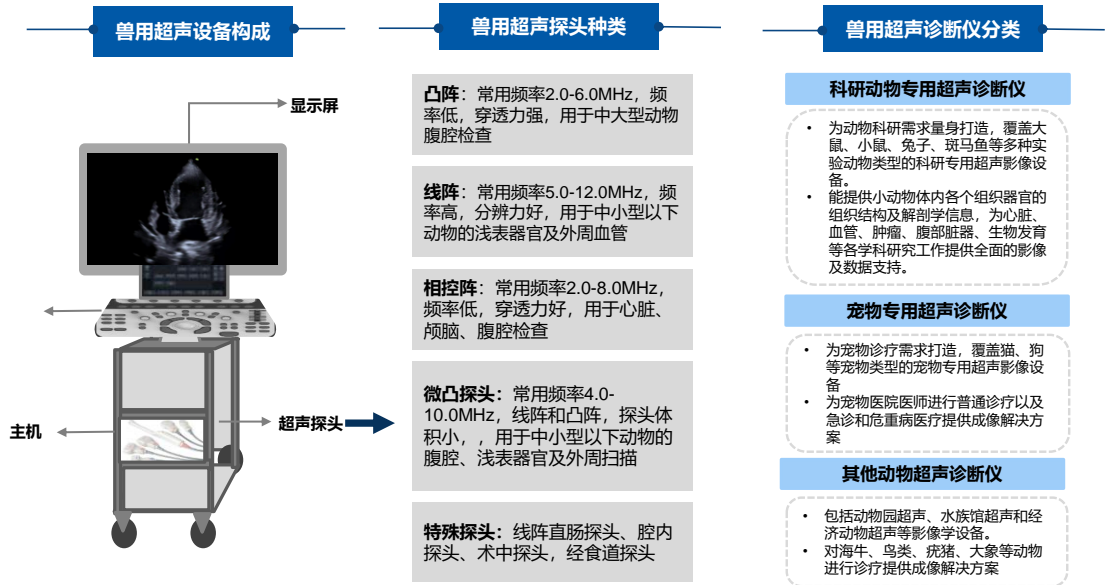 兽用超声设备构成
显示屏
主机
超声探头
兽用超声探头种类
凸阵：常用频率2.0-6.0MHz，频
率低，穿透力强，用于中大型动物
腹腔检查
线阵：常用频率5.0-12.0MHz，频
率高，分辨力好，用于中小型以下
动物的浅表器官及外周血管
相控阵：常用频率2.0-8.0MHz，
频率低，穿透力好，用于心脏、
颅脑、腹腔检查
微凸探头：常用频率4.0-
10.0MHz，线阵和凸阵，探头体
积小，，用于中小型以下动物的
腹腔、浅表器官及外周扫描
特殊探头：线阵直肠探头、腔内
探头、术中探头，经食道探头
兽用超声诊断仪分类
科研动物专用超声诊断仪
• 为动物科研需求量身打造，覆盖大
鼠、小鼠、兔子、斑马鱼等多种实
验动物类型的科研专用超声影像设
备。
• 能提供小动物体内各个组织器官的
组织结构及解剖学信息，为心脏、
血管、肿瘤、腹部脏器、生物发育
等各学科研究工作提供全面的影像
及数据支持。
宠物专用超声诊断仪
• 为宠物诊疗需求打造，覆盖猫、狗
等宠物类型的宠物专用超声影像设
备
• 为宠物医院医师进行普通诊疗以及
急诊和危重病医疗提供成像解决方
案
其他动物超声诊断仪
• 包括动物园超声、水族馆超声和经
济动物超声等影像学设备。
• 对海牛、鸟类、疣猪、大象等动物
进行诊疗提供成像解决方案